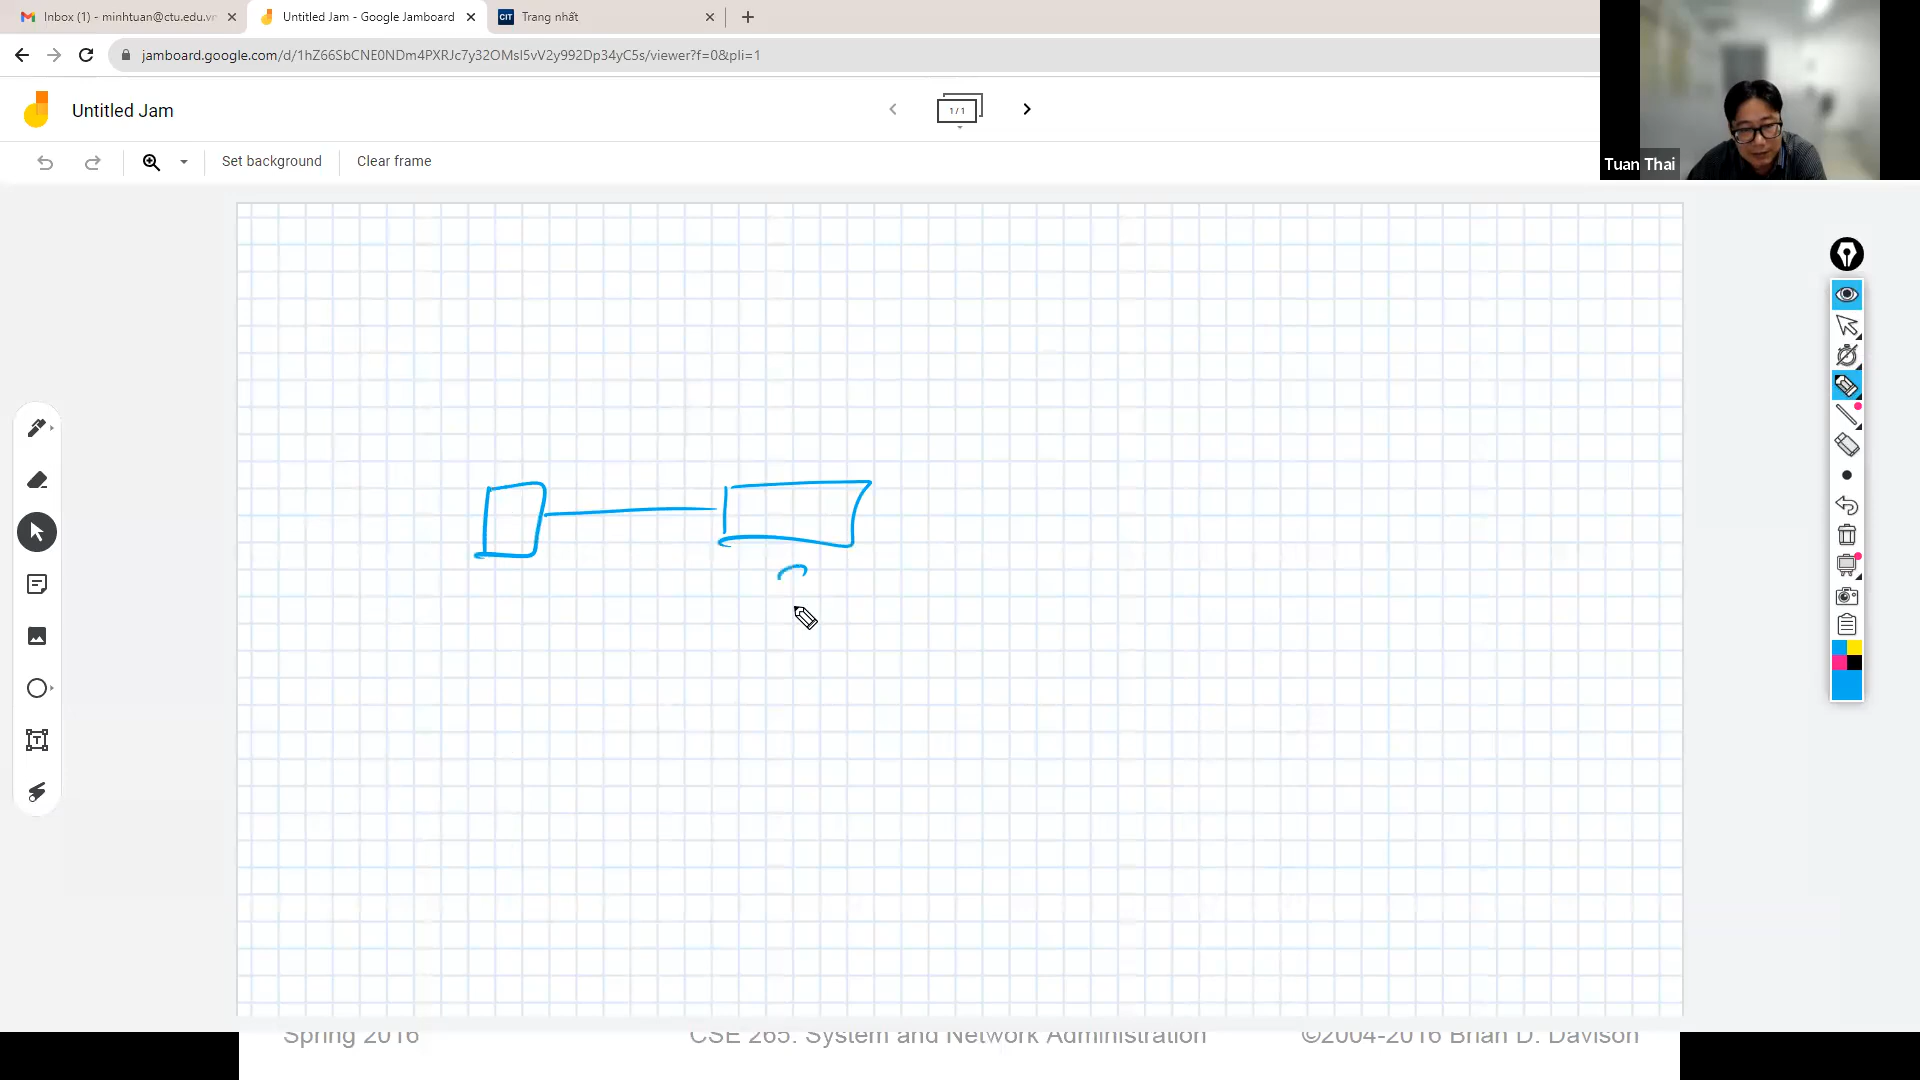 Inbox (1) - minhtuan@ctu.edu.vn
Untitled Jam - Google Jamboard
CIT
Trang nhất
jamboard.google.com/d/1hZ66SbCNE0NDm4PXRJc7y32OMsI5vV2y992Dp34yC5s/viewer?f=0&pli=1
Untitled Jam
1 / 1
Set background
Clear frame
Tuan Thai
Spring 2016
CSE 265: System and Network Administration
©2004-2016 Brian D. Davison